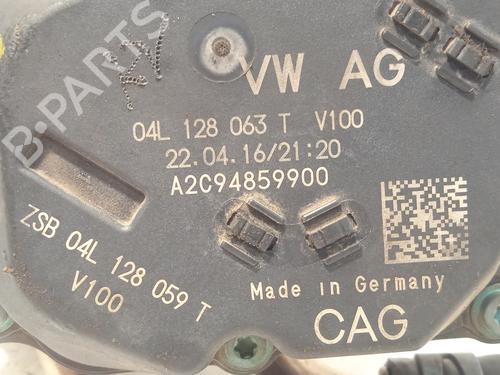 B-PARTS
VW AG
04L 128 063 T V100
22.04.16/21:20
A2C94859900
ZSB 04L 128 059 T
V100
Made in Germany
CAG